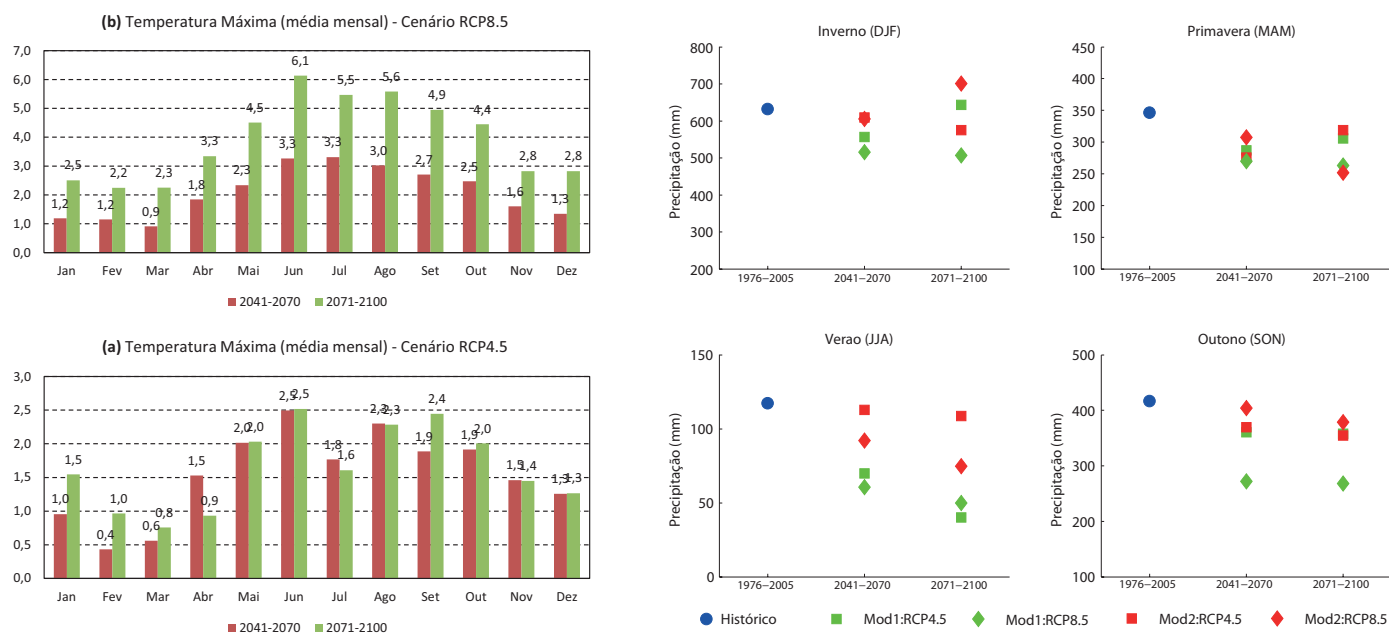 (b) Temperatura Máxima (média mensal) - Cenário RCP8.5
7,0
6,0
5,0
4,0
3,0
2,0
1,0
0,0
1,2 2,5 1,2 2,2 0,9 2,3 1,8 3,3 2,3 4,5 3,3 6,1 3,3 5,5 3,0 5,6 2,7 4,9 2,5 4,4 1,6 2,8 1,3 2,8
Jan Fev Mar Abr Mai Jun Jul Ago Set Out Nov Dez
2041-2070 2071-2100
(a) Temperatura Máxima (média mensal) - Cenário RCP4.5
3,0
2,5
2,0
1,5
1,0
0,5
0,0
1,0 1,5 0,4 1,0 0,6 0,8 1,5 0,9 2,0 2,0 2,5 2,5 1,8 1,6 2,3 2,3 1,9 2,4 1,9 2,0 1,5 1,4 1,3 1,3
Jan Fev Mar Abr Mai Jun Jul Ago Set Out Nov Dez
2041-2070 2071-2100
Inverno (DJF)
Precipitação (mm)
800
700
600
500
400
300
200
1976–2005 2041–2070 2071–2100
Primavera (MAM)
Precipitação (mm)
450
400
350
300
250
200
150
100
1976–2005 2041–2070 2071–2100
Verao (JJA)
Precipitação (mm)
150
100
50
0
1976–2005 2041–2070 2071–2100
Outono (SON)
Precipitação (mm)
500
400
300
200
100
1976–2005 2041–2070 2071–2100
Histórico Mod1:RCP4.5 Mod1:RCP8.5 Mod2:RCP4.5 Mod2:RCP8.5